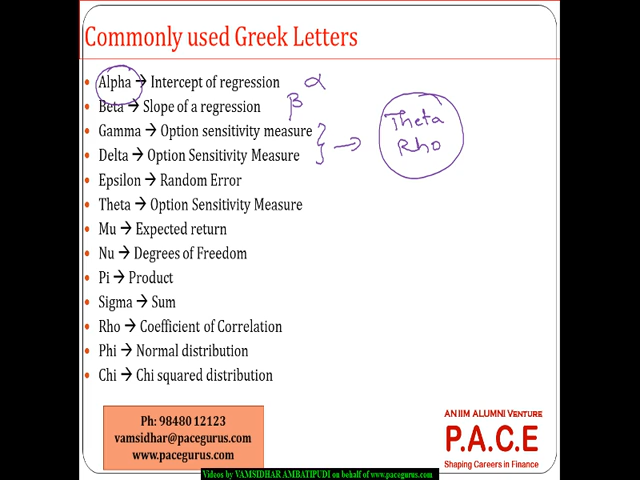 Commonly used Greek Letters
• Alpha → Intercept of regression α
• Beta → Slope of a regression β
• Gamma → Option sensitivity measure
• Delta → Option Sensitivity Measure
} → Theta
Rho
• Epsilon → Random Error
• Theta → Option Sensitivity Measure
• Mu → Expected return
• Nu → Degrees of Freedom
• Pi → Product
• Sigma → Sum
• Rho → Coefficient of Correlation
• Phi → Normal distribution
• Chi → Chi squared distribution
Ph: 98480 12123
vamsidhar@pacegurus.com
www.pacegurus.com
AN IIM ALUMNI VENTURE
P.A.C.E
Shaping Careers in Finance
Videos by VAMSIDHAR AMBATIPUDI on behalf of www.pacegurus.com